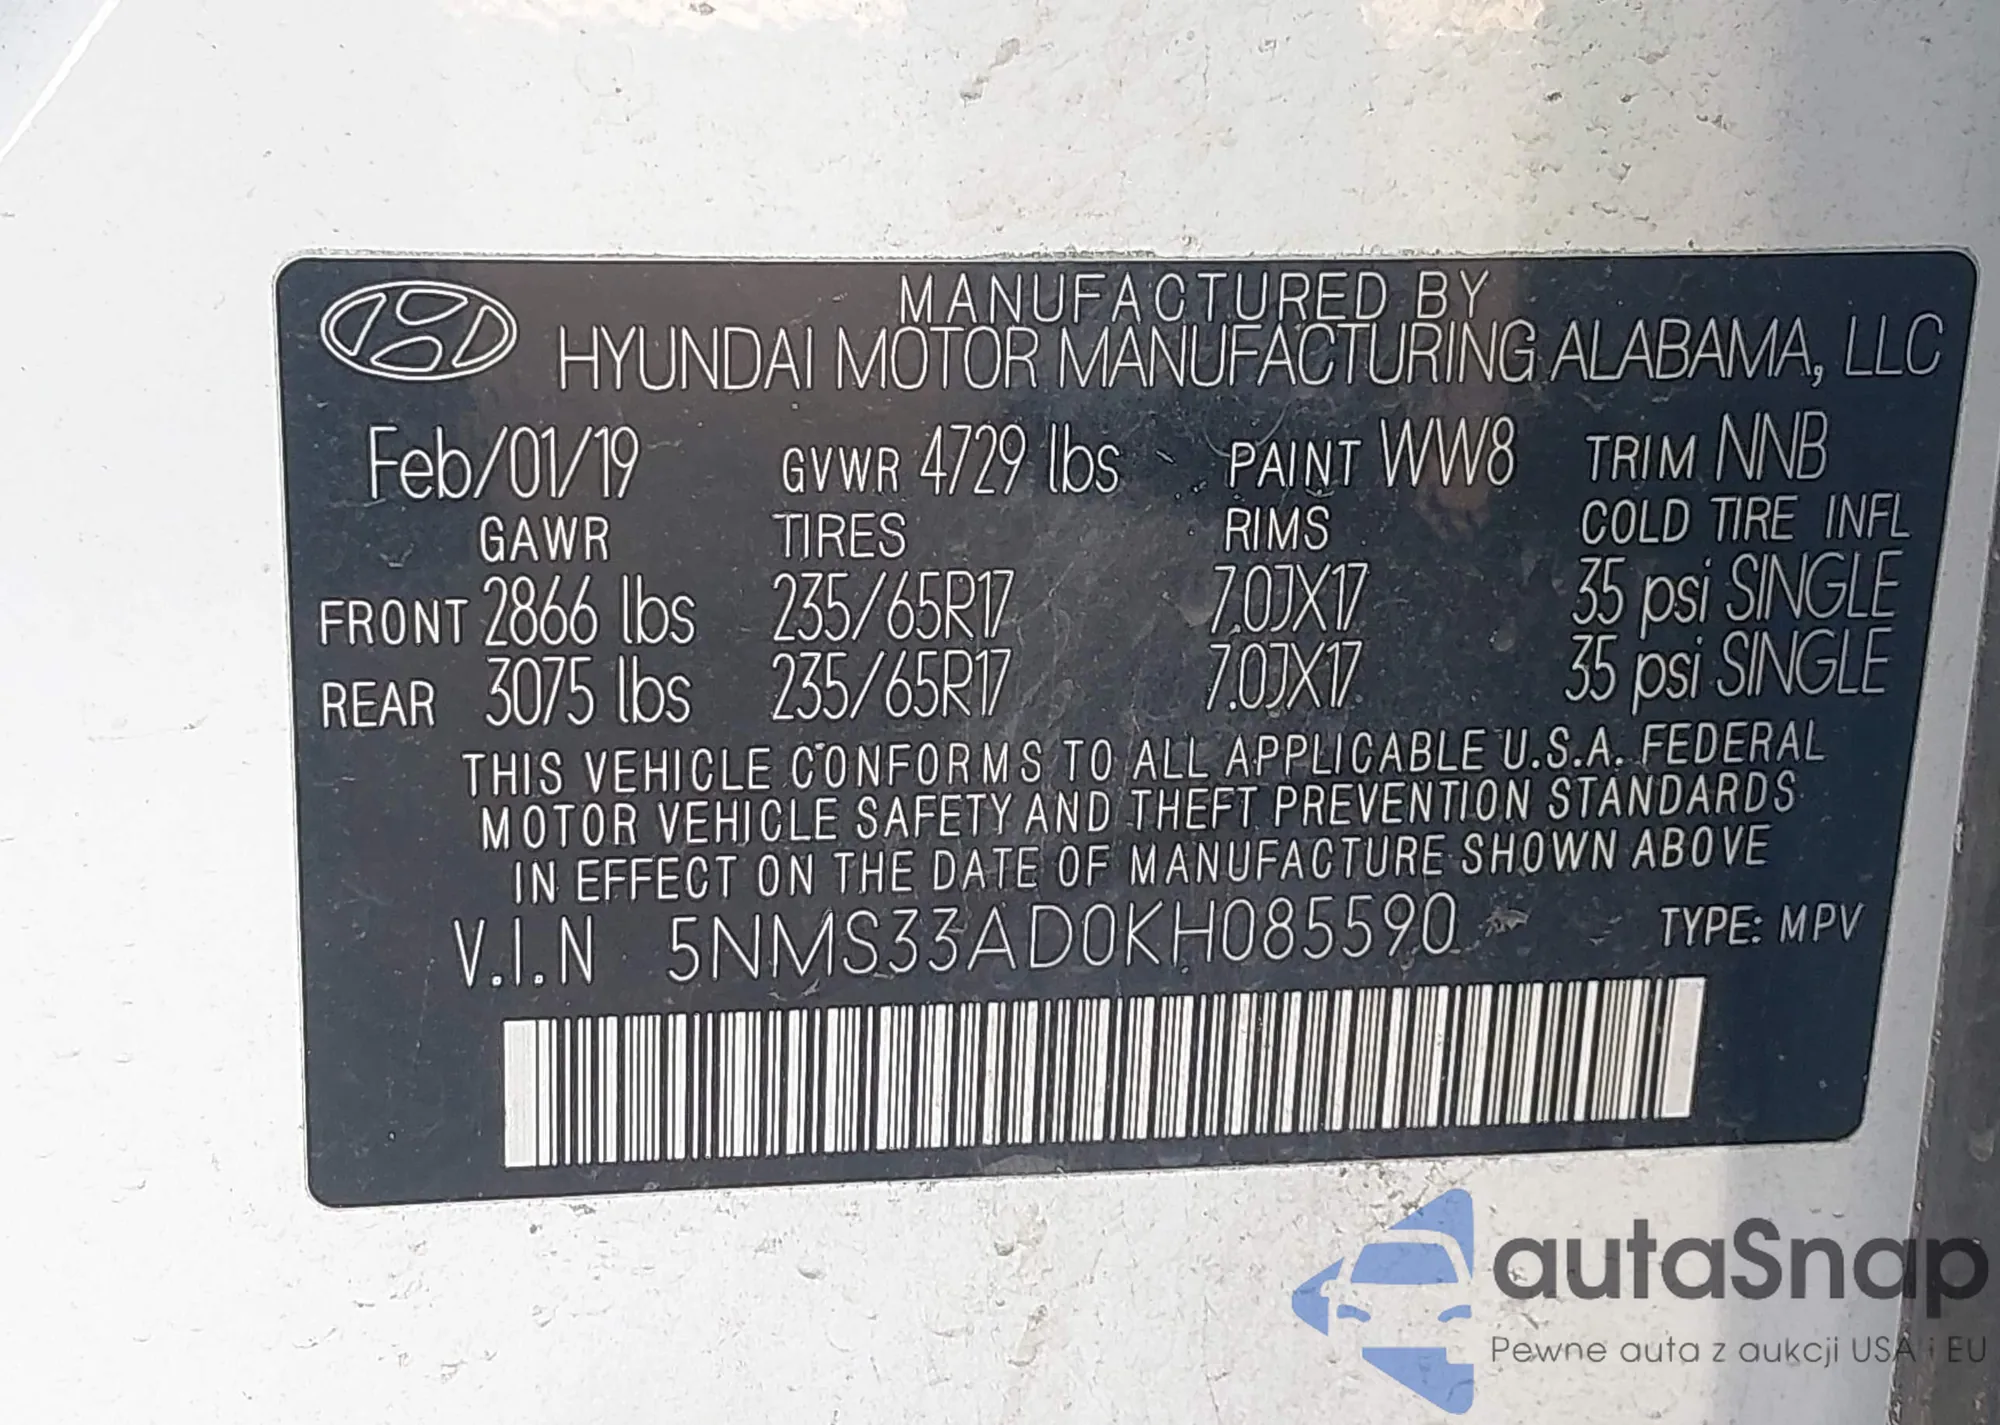 MANUFACTURED BY
HYUNDAI MOTOR MANUFACTURING ALABAMA, LLC
Feb/01/19 GVWR 4729 lbs PAINT WW8 TRIM NNB
GAWR TIRES RIMS COLD TIRE INFL
FRONT 2866 lbs 235/65R17 7.0JX17 35 psi SINGLE
REAR 3075 lbs 235/65R17 7.0JX17 35 psi SINGLE
THIS VEHICLE CONFORMS TO ALL APPLICABLE U.S.A. FEDERAL
MOTOR VEHICLE SAFETY AND THEFT PREVENTION STANDARDS
IN EFFECT ON THE DATE OF MANUFACTURE SHOWN ABOVE
V.I.N 5NMS33AD0KH085590 TYPE: MPV
autaSnap
Pewne auta z aukcji USA i EU